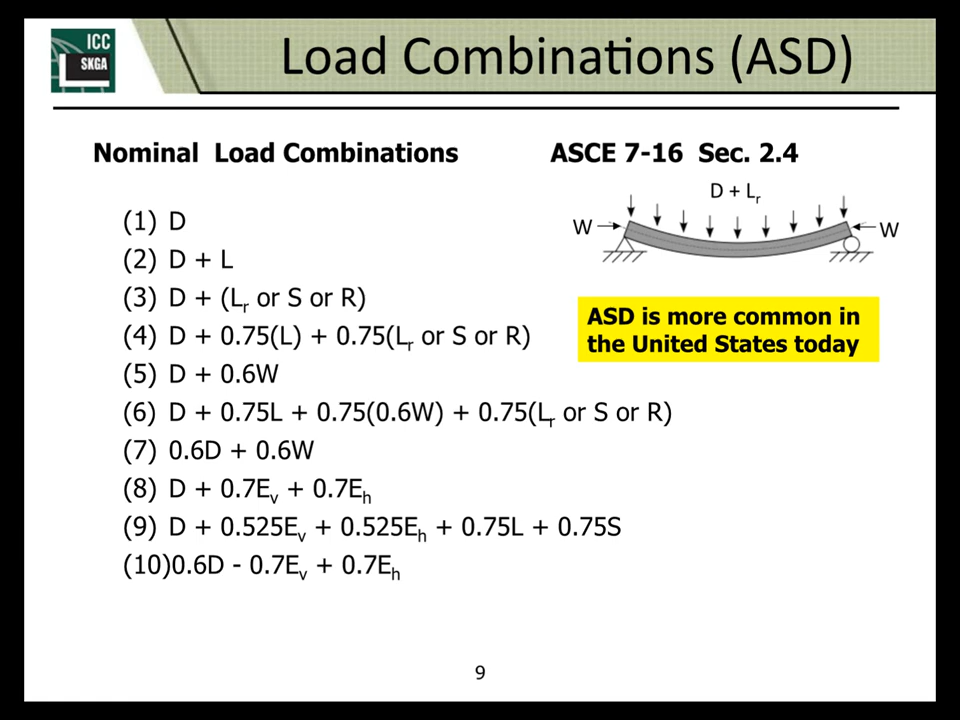 ICC
SKGA
Load Combinations (ASD)
Nominal Load Combinations
ASCE 7-16 Sec. 2.4
D + Lr
W
W
(1) D
(2) D + L
(3) D + (Lr or S or R)
(4) D + 0.75(L) + 0.75(Lr or S or R)
(5) D + 0.6W
(6) D + 0.75L + 0.75(0.6W) + 0.75(Lr or S or R)
(7) 0.6D + 0.6W
(8) D + 0.7Ev + 0.7Eh
(9) D + 0.525Ev + 0.525Eh + 0.75L + 0.75S
(10)0.6D - 0.7Ev + 0.7Eh
ASD is more common in
the United States today
9